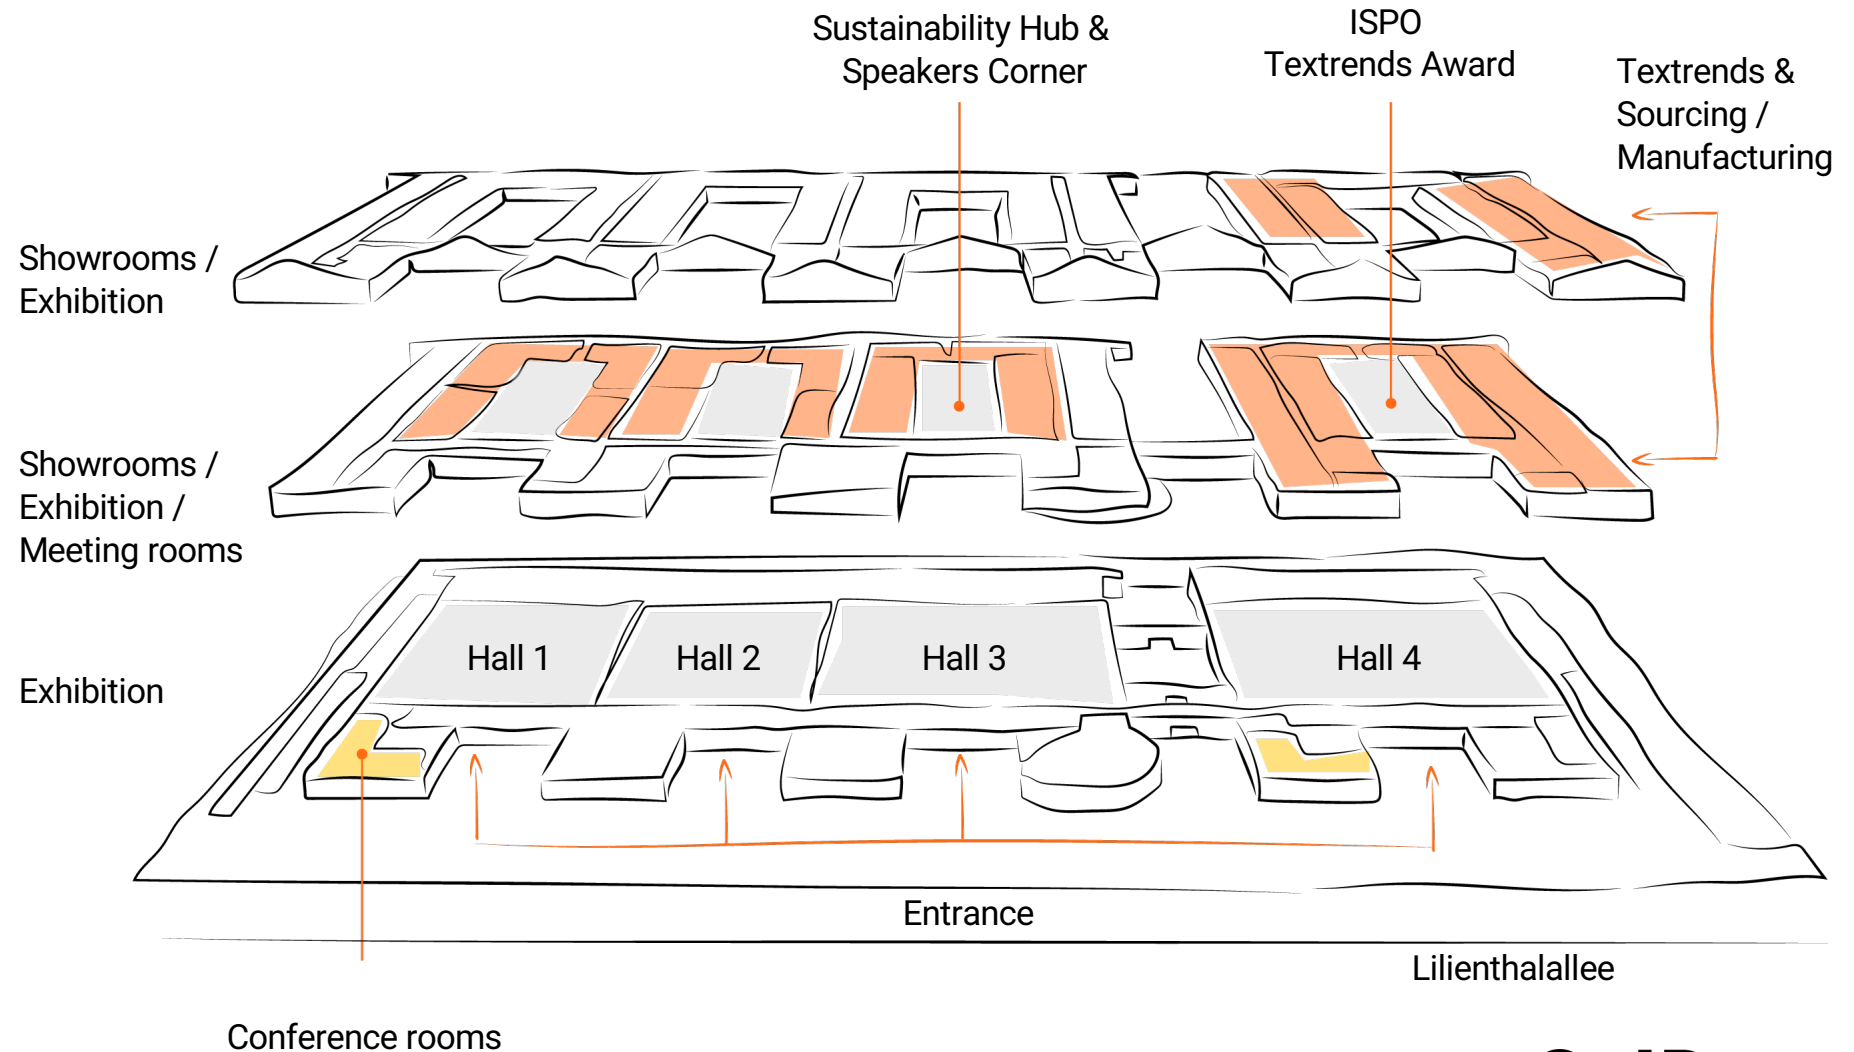 Sustainability Hub &
Speakers Corner
ISPO
Textrends Award
Textrends &
Sourcing /
Manufacturing
Showrooms /
Exhibition
Showrooms /
Exhibition /
Meeting rooms
Exhibition
Hall 1
Hall 2
Hall 3
Hall 4
Entrance
Lilienthalallee
Conference rooms